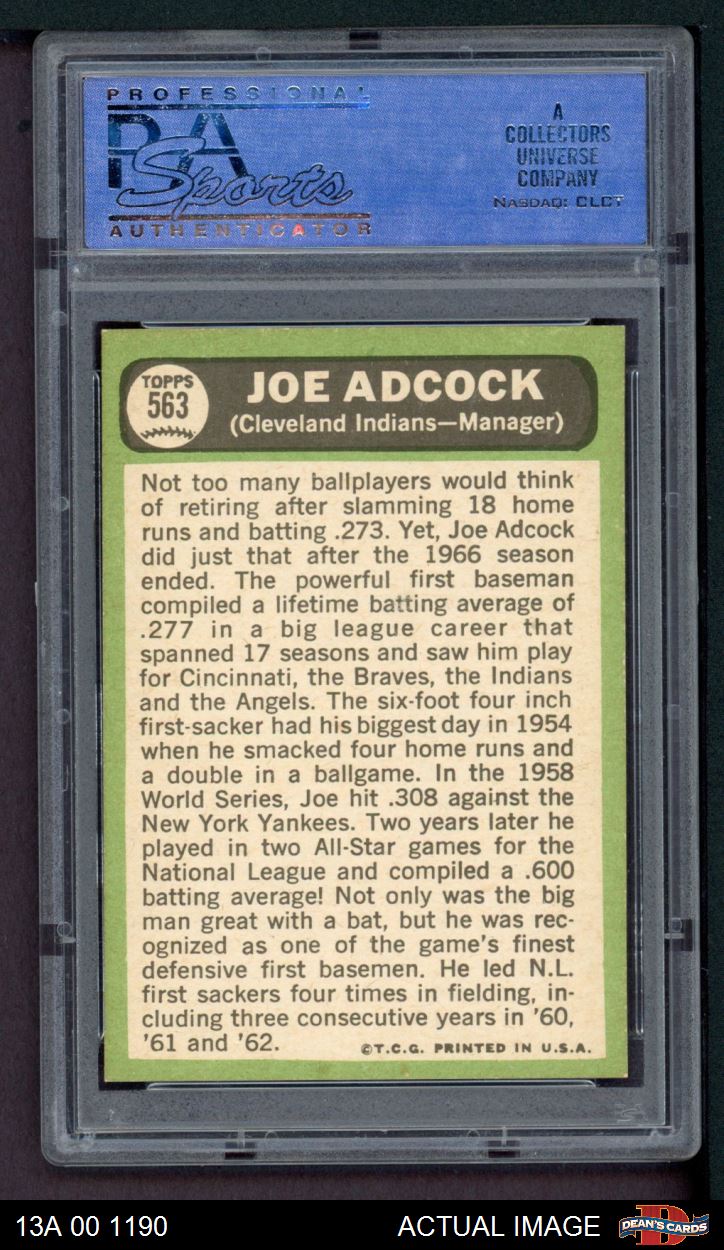 PROFESSIONAL
PSA
Sports
AUTHENTICATOR
A
COLLECTORS
UNIVERSE
COMPANY
NASDAQ: CLCT
TOPPS
563
JOE ADCOCK
(Cleveland Indians—Manager)
Not too many ballplayers would think
of retiring after slamming 18 home
runs and batting .273. Yet, Joe Adcock
did just that after the 1966 season
ended. The powerful first baseman
compiled a lifetime batting average of
.277 in a big league career that
spanned 17 seasons and saw him play
for Cincinnati, the Braves, the Indians
and the Angels. The six-foot four inch
first-sacker had his biggest day in 1954
when he smacked four home runs and
a double in a ballgame. In the 1958
World Series, Joe hit .308 against the
New York Yankees. Two years later he
played in two All-Star games for the
National League and compiled a .600
batting average! Not only was the big
man great with a bat, but he was rec-
ognized as one of the game's finest
defensive first basemen. He led N.L.
first sackers four times in fielding, in-
cluding three consecutive years in '60,
'61 and '62.
©T.C.G. PRINTED IN U.S.A.
13A 00 1190
ACTUAL IMAGE
D
DEAN'S CARDS